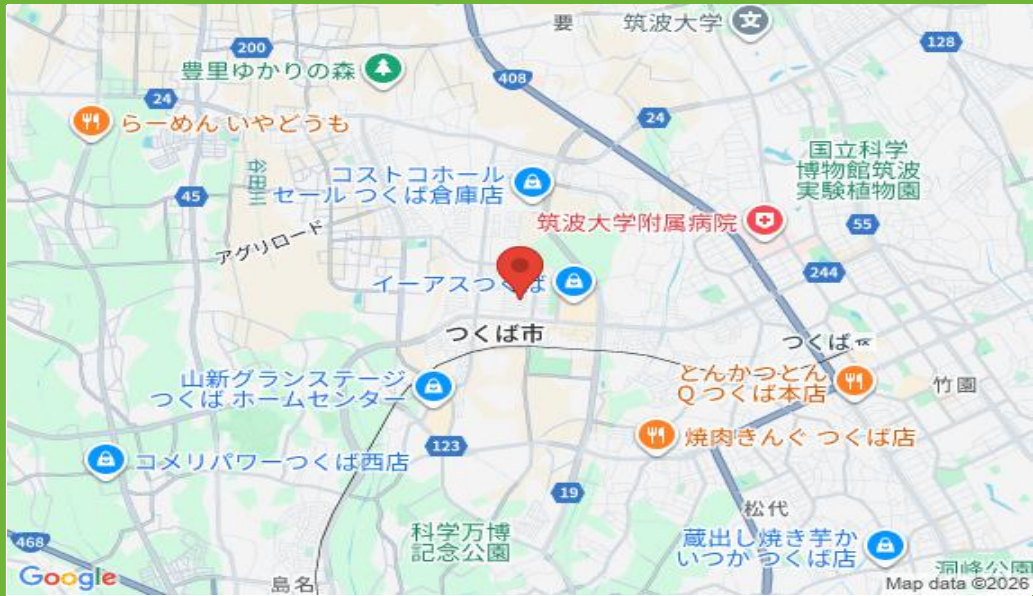 要
筑波大学
200
128
豊里ゆかりの森
408
24
らーめん いやどうも
24
国立科学
博物館筑波
実験植物園
コストコホール
セール つくば倉庫店
谷田川
45
筑波大学附属病院
55
アグリロード
244
イーアスつくば
つくば市
つくば
山新グランステージ
つくば ホームセンター
とんかつとん
Q つくば本店
竹園
焼肉きんぐ つくば店
123
コメリパワーつくば西店
19
松代
科学万博
記念公園
蔵出し焼き芋か
いつか つくば店
468
洞峰公園
Google
島名
Map data ©2026